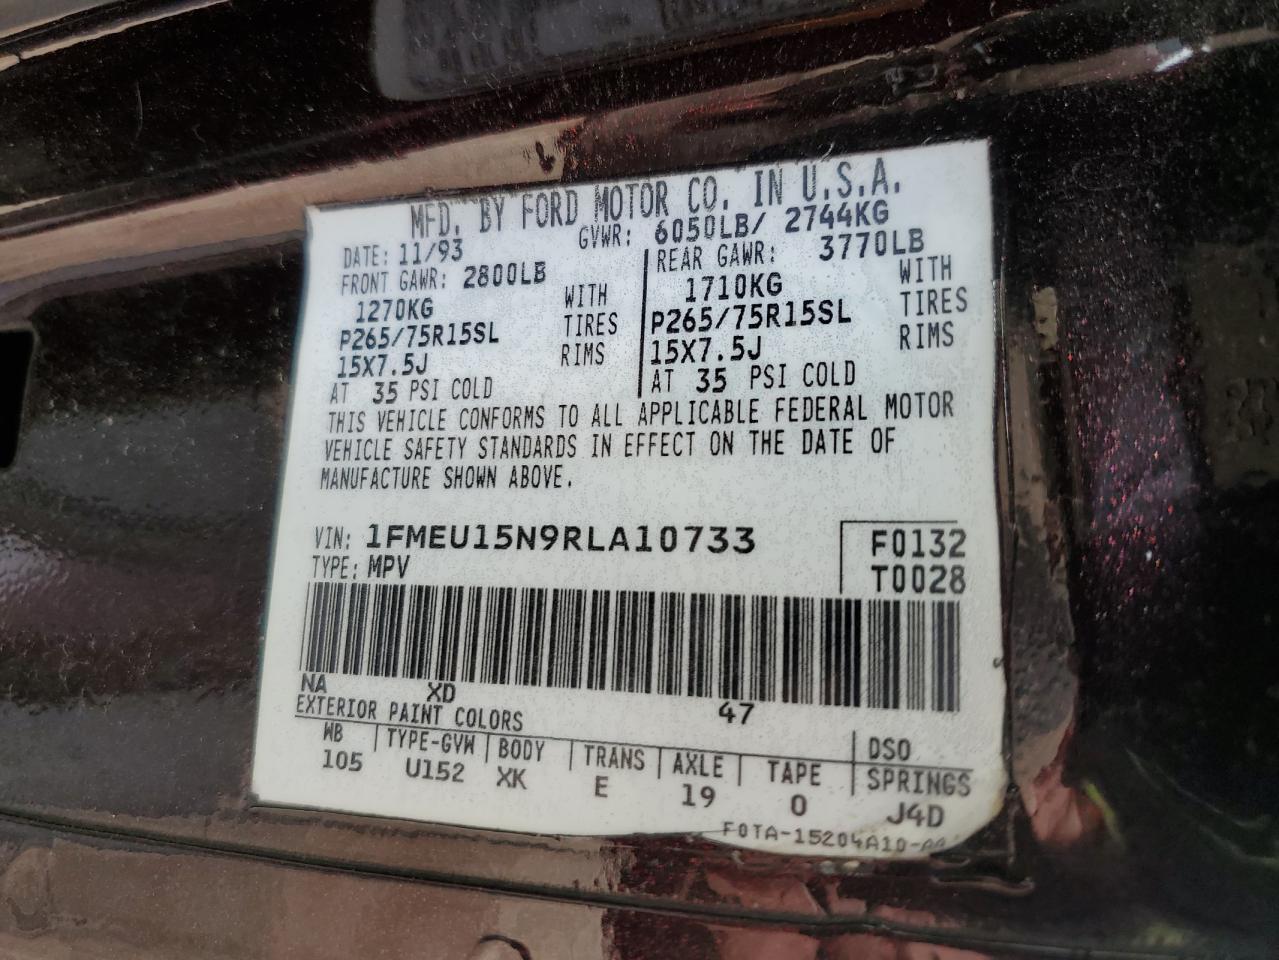 MFD. BY FORD MOTOR CO. IN U.S.A.
DATE: 11/93 GVWR: 6050LB/ 2744KG
FRONT GAWR: 2800LB REAR GAWR: 3770LB
1270KG WITH 1710KG WITH
P265/75R15SL TIRES P265/75R15SL TIRES
15X7.5J RIMS 15X7.5J RIMS
AT 35 PSI COLD AT 35 PSI COLD
THIS VEHICLE CONFORMS TO ALL APPLICABLE FEDERAL MOTOR
VEHICLE SAFETY STANDARDS IN EFFECT ON THE DATE OF
MANUFACTURE SHOWN ABOVE.
VIN: 1FMEU15N9RLA10733 F0132
TYPE: MPV T0028
NA XD 47
EXTERIOR PAINT COLORS DSO
WB TYPE-GVW BODY TRANS AXLE TAPE SPRINGS
105 U152 XK E 19 0 J4D
F0TA-15204A10-AA